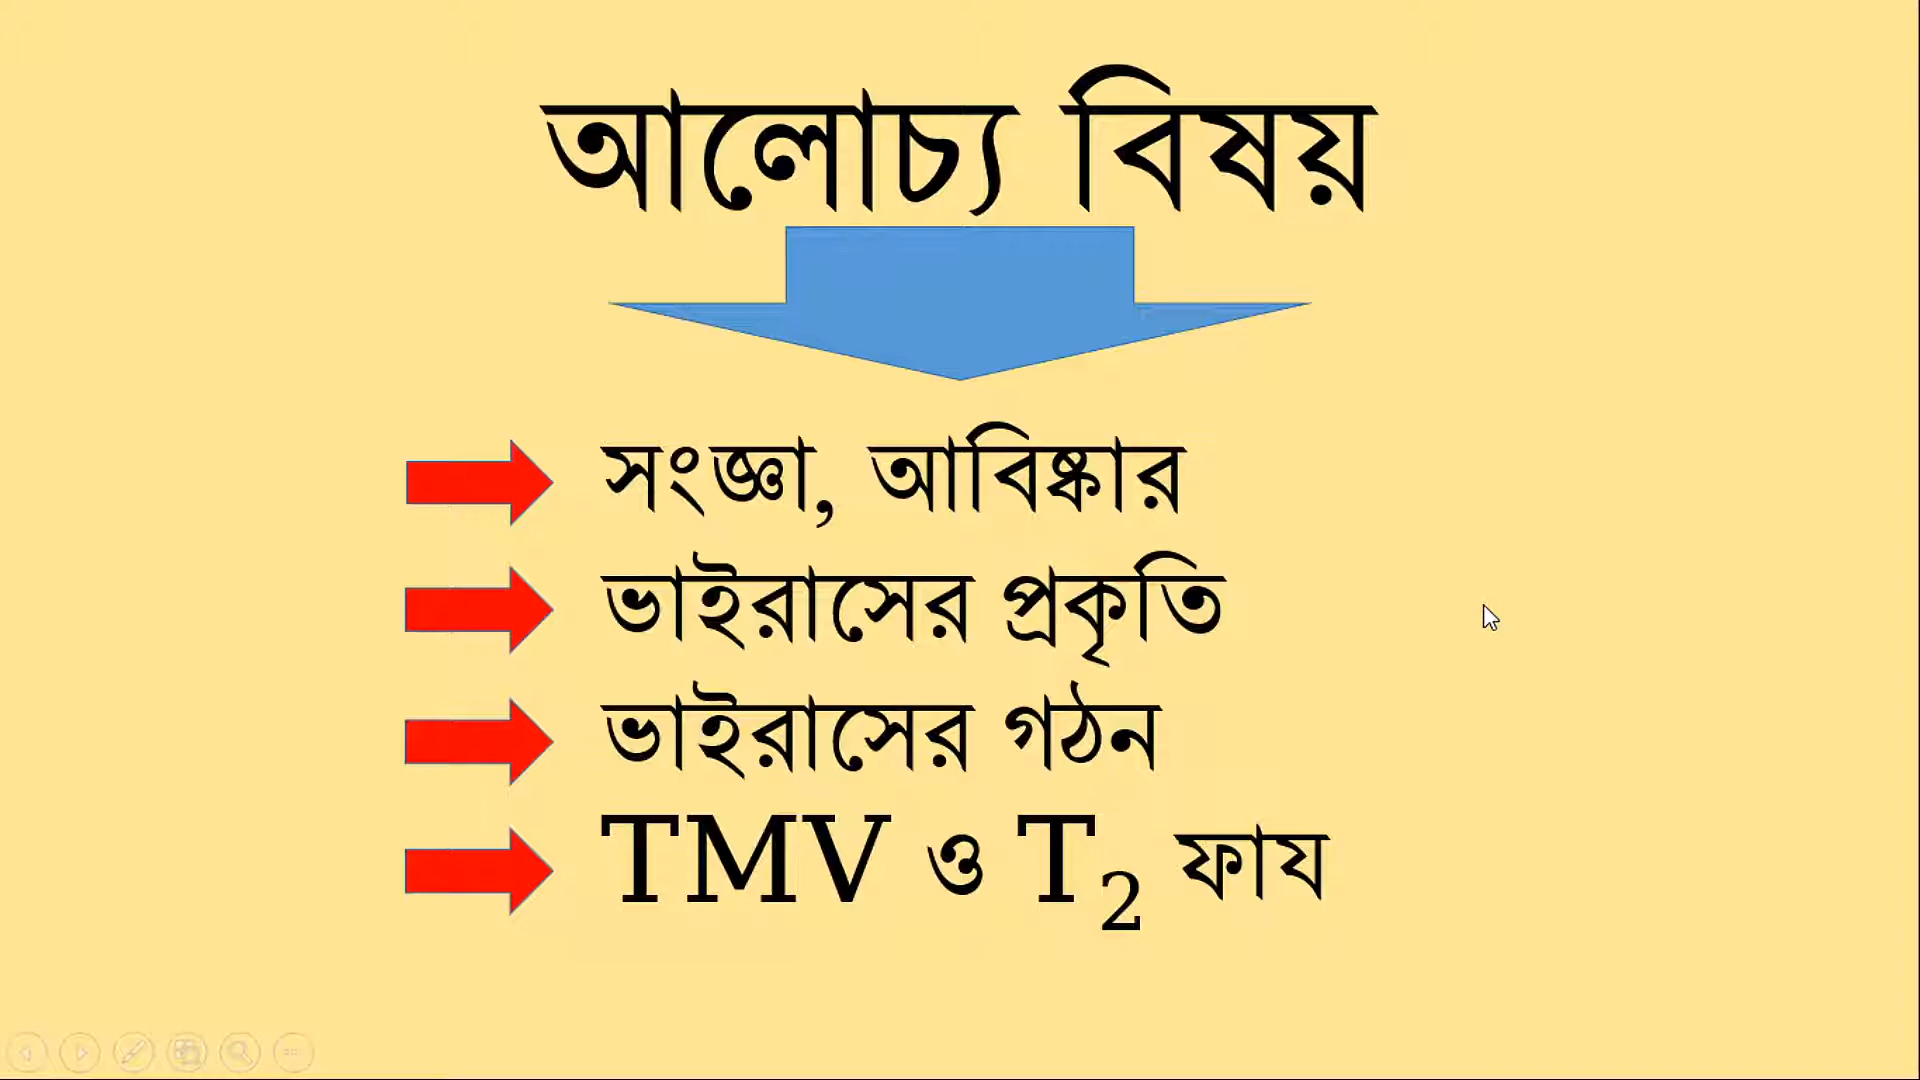 আলোচ্য বিষয়
সংজ্ঞা, আবিষ্কার
ভাইরাসের প্রকৃতি
ভাইরাসের গঠন
TMV ও T₂ ফায